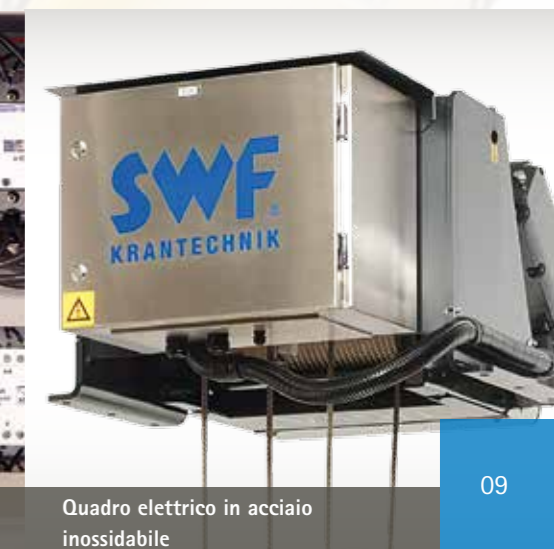 SWF®
KRANTECHNIK
Quadro elettrico in acciaio
inossidabile
09